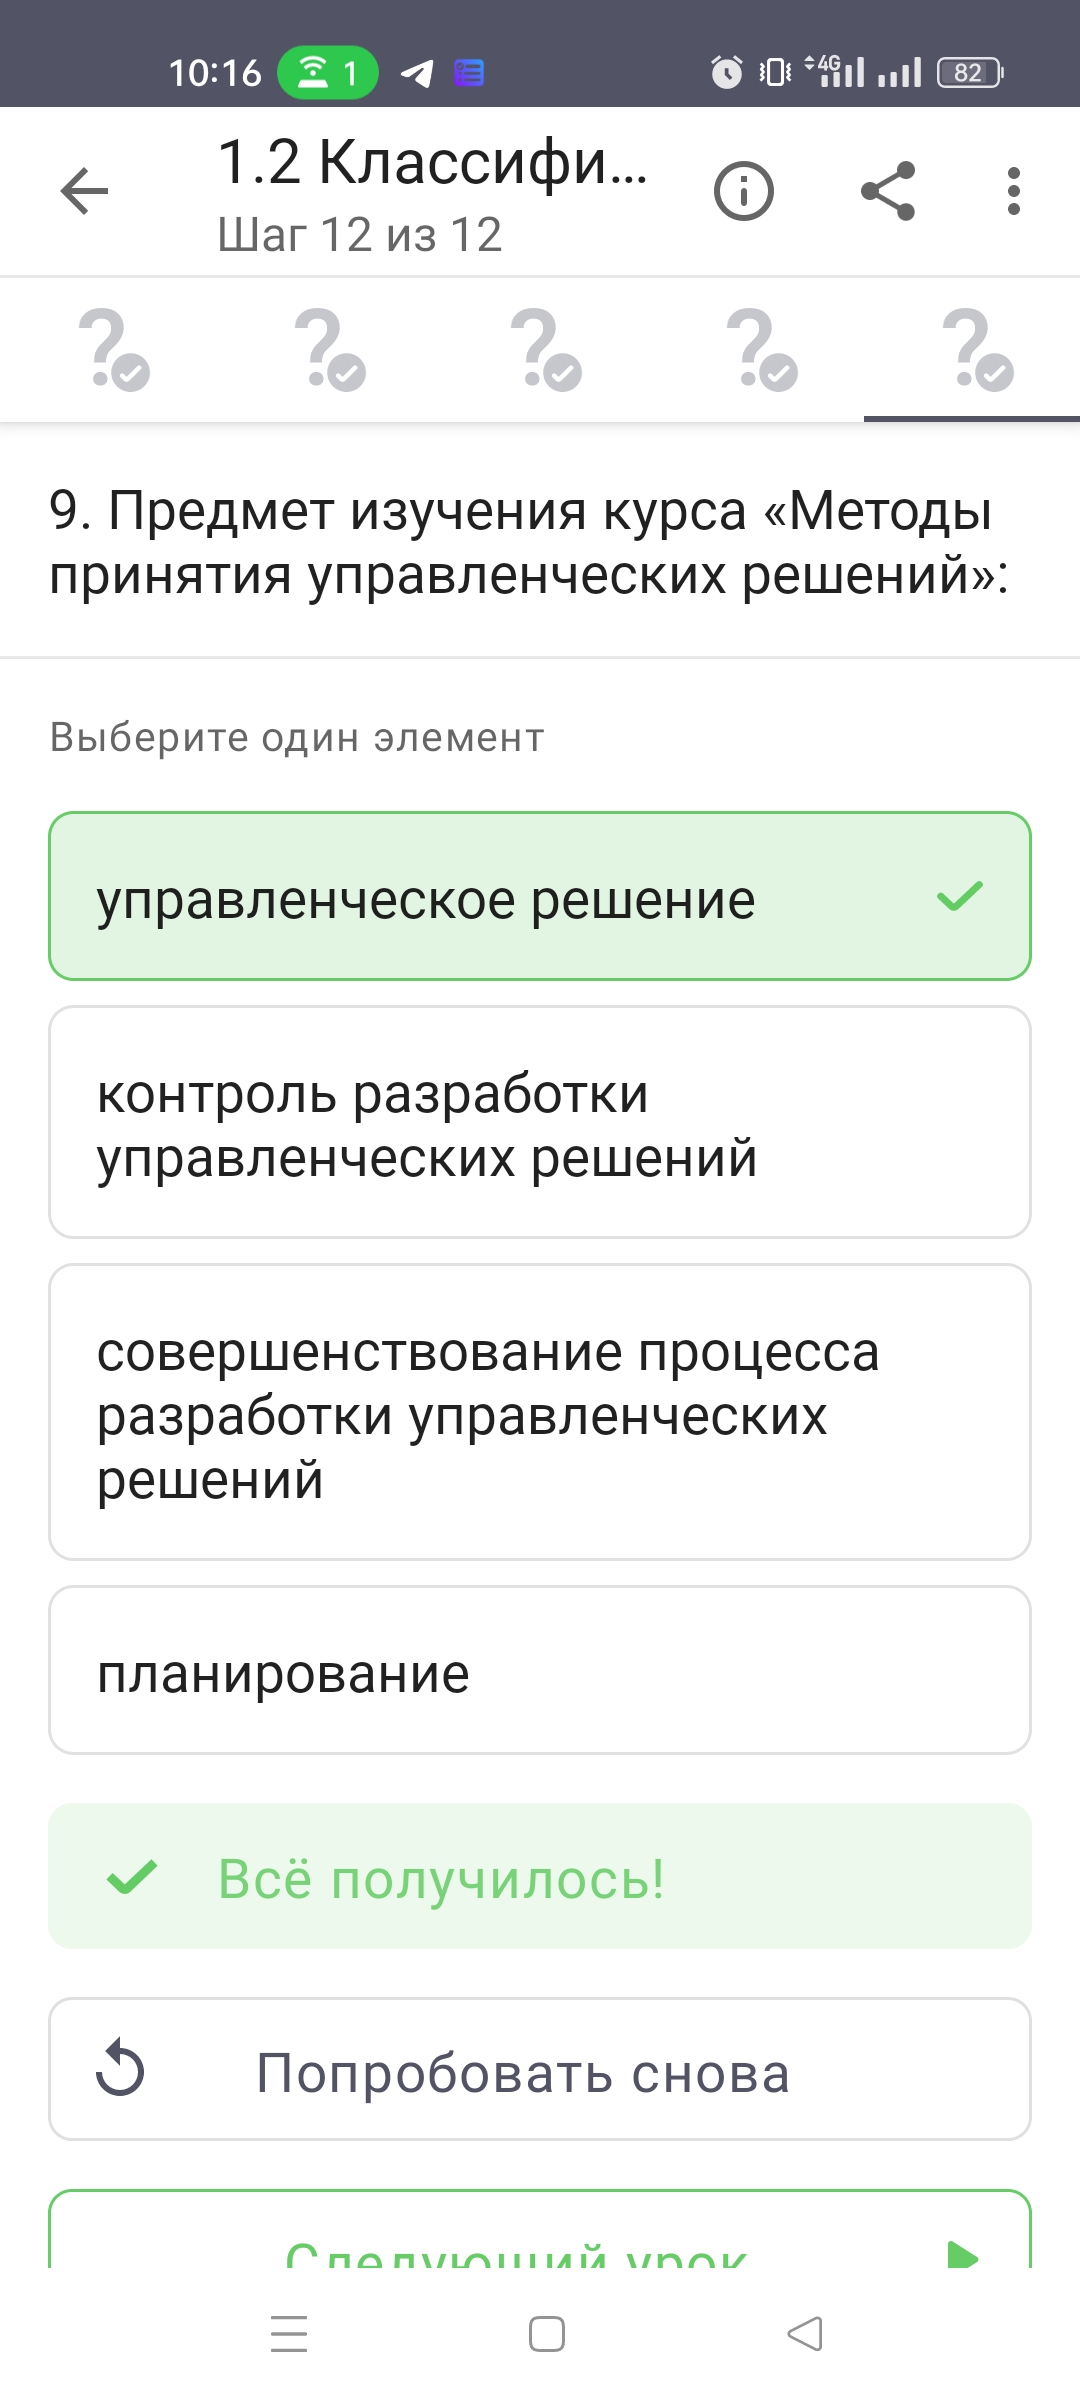 10:16 1 4G 82
1.2 Классифи...
Шаг 12 из 12
9. Предмет изучения курса «Методы
принятия управленческих решений»:
Выберите один элемент
управленческое решение
контроль разработки
управленческих решений
совершенствование процесса
разработки управленческих
решений
планирование
Всё получилось!
Попробовать снова
Следующий урок